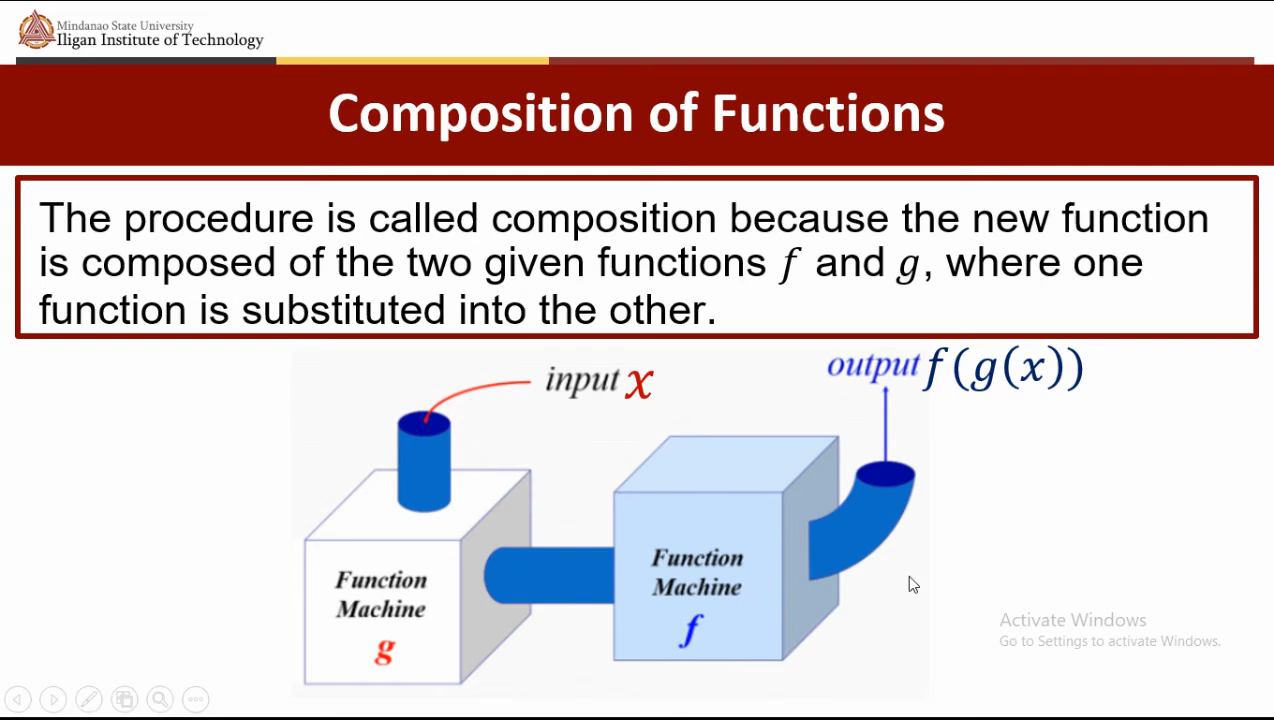 Mindanao State University
Iligan Institute of Technology
Composition of Functions
The procedure is called composition because the new function
is composed of the two given functions f and g, where one
function is substituted into the other.
input x
output f(g(x))
Function
Machine
g
Function
Machine
f
Activate Windows
Go to Settings to activate Windows.